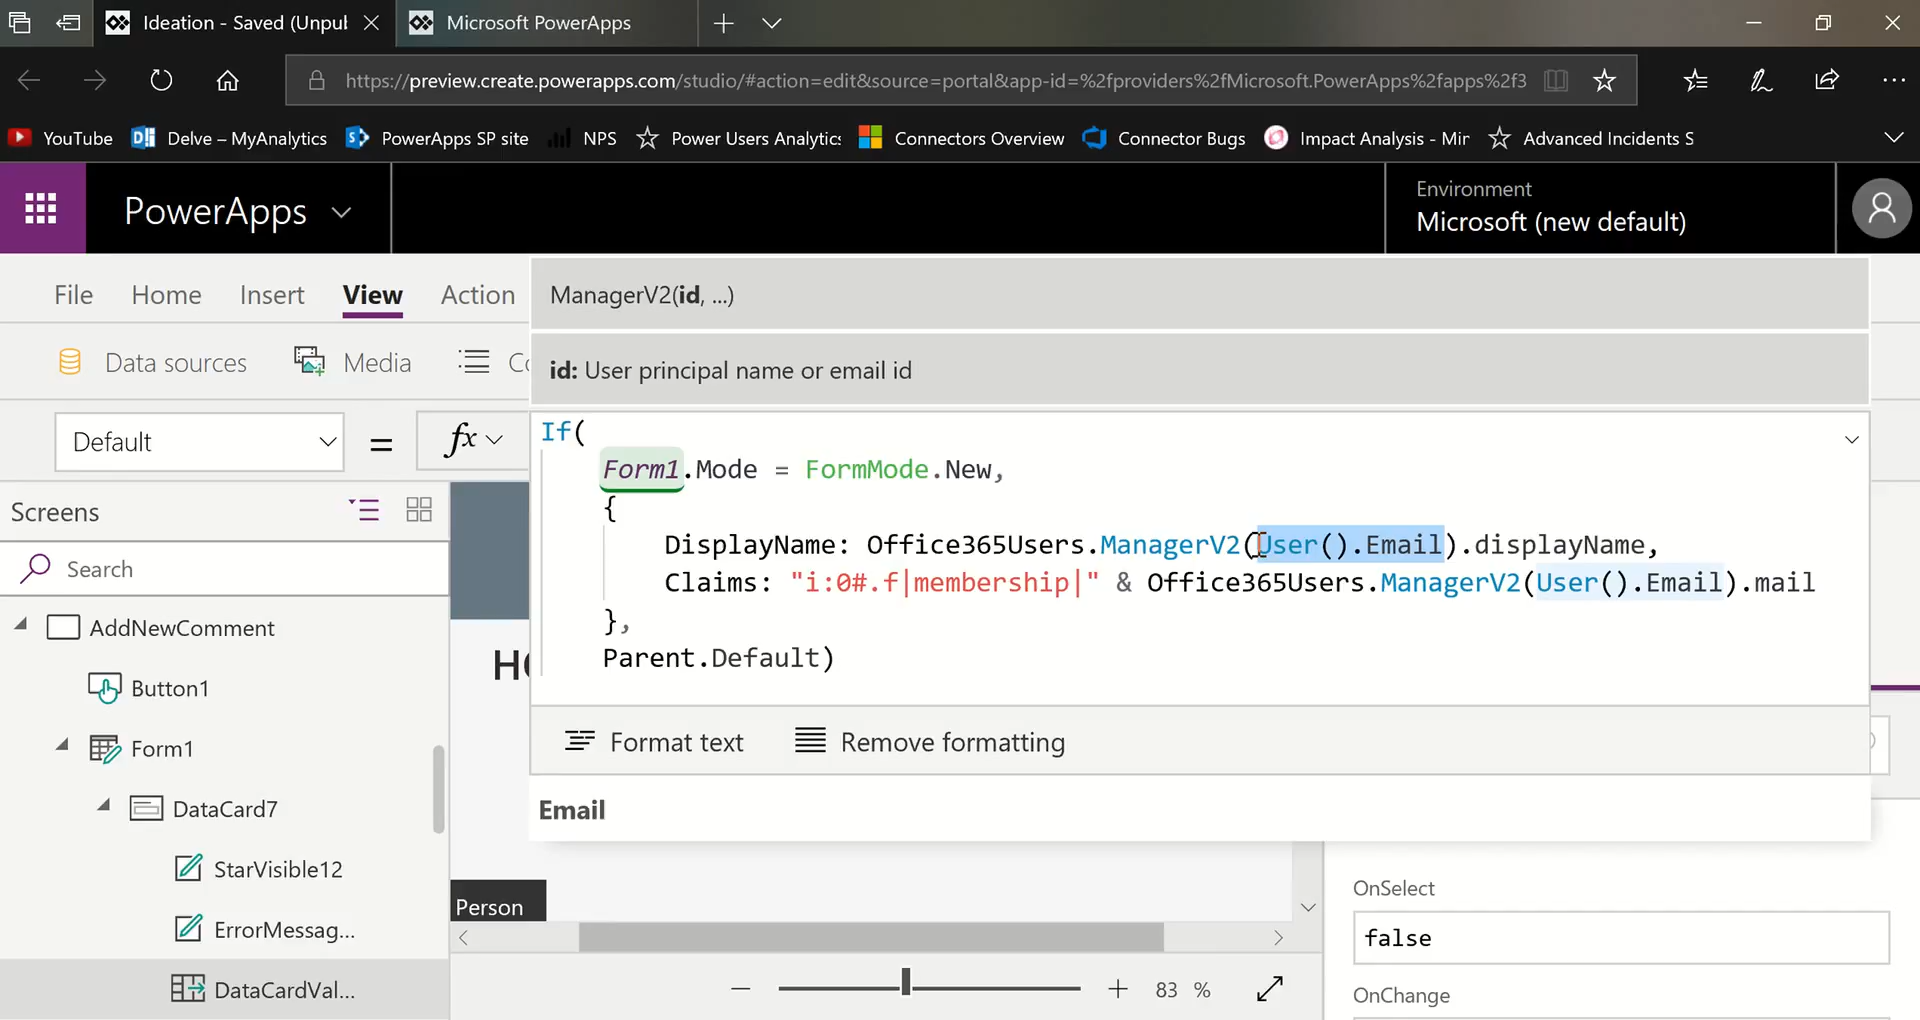 Ideation - Saved (Unpub
Microsoft PowerApps
https://preview.create.powerapps.com/studio/#action=edit&source=portal&app-id=%2fproviders%2fMicrosoft.PowerApps%2fapps%2f3
YouTube
Delve – MyAnalytics
PowerApps SP site
NPS
Power Users Analytics
Connectors Overview
Connector Bugs
Impact Analysis - Mir
Advanced Incidents S
PowerApps
Environment
Microsoft (new default)
File
Home
Insert
View
Action
ManagerV2(id, ...)
Data sources
Media
id: User principal name or email id
Default
=
fx
If(
Form1.Mode = FormMode.New,
{
DisplayName: Office365Users.ManagerV2(User().Email).displayName,
Claims: "i:0#.f|membership|" & Office365Users.ManagerV2(User().Email).mail
},
Parent.Default)
Format text
Remove formatting
Email
Screens
Search
AddNewComment
Button1
Form1
DataCard7
StarVisible12
ErrorMessag...
DataCardVal...
Person
83 %
OnSelect
false
OnChange